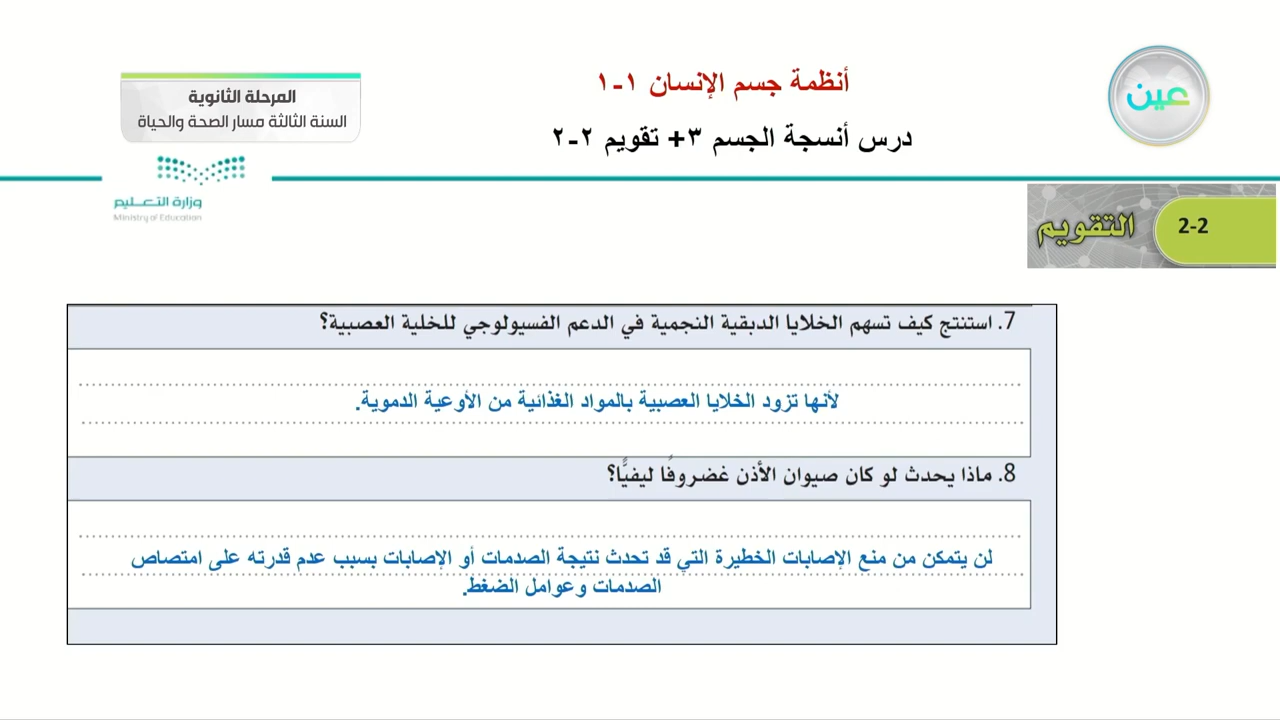 أنظمة جسم الإنسان ١-١
درس أنسجة الجسم ٣+ تقويم ٢-٢
عين
المرحلة الثانوية
السنة الثالثة مسار الصحة والحياة
وزارة التعـــليم
Ministry of Education
2-2 التقويم
7. استنتج كيف تسهم الخلايا الدبقية النجمية في الدعم الفسيولوجي للخلية العصبية؟
لأنها تزود الخلايا العصبية بالمواد الغذائية من الأوعية الدموية.
8. ماذا يحدث لو كان صيوان الأذن غضروفًا ليفيًّا؟
لن يتمكن من منع الإصابات الخطيرة التي قد تحدث نتيجة الصدمات أو الإصابات بسبب عدم قدرته على امتصاص
الصدمات وعوامل الضغط.